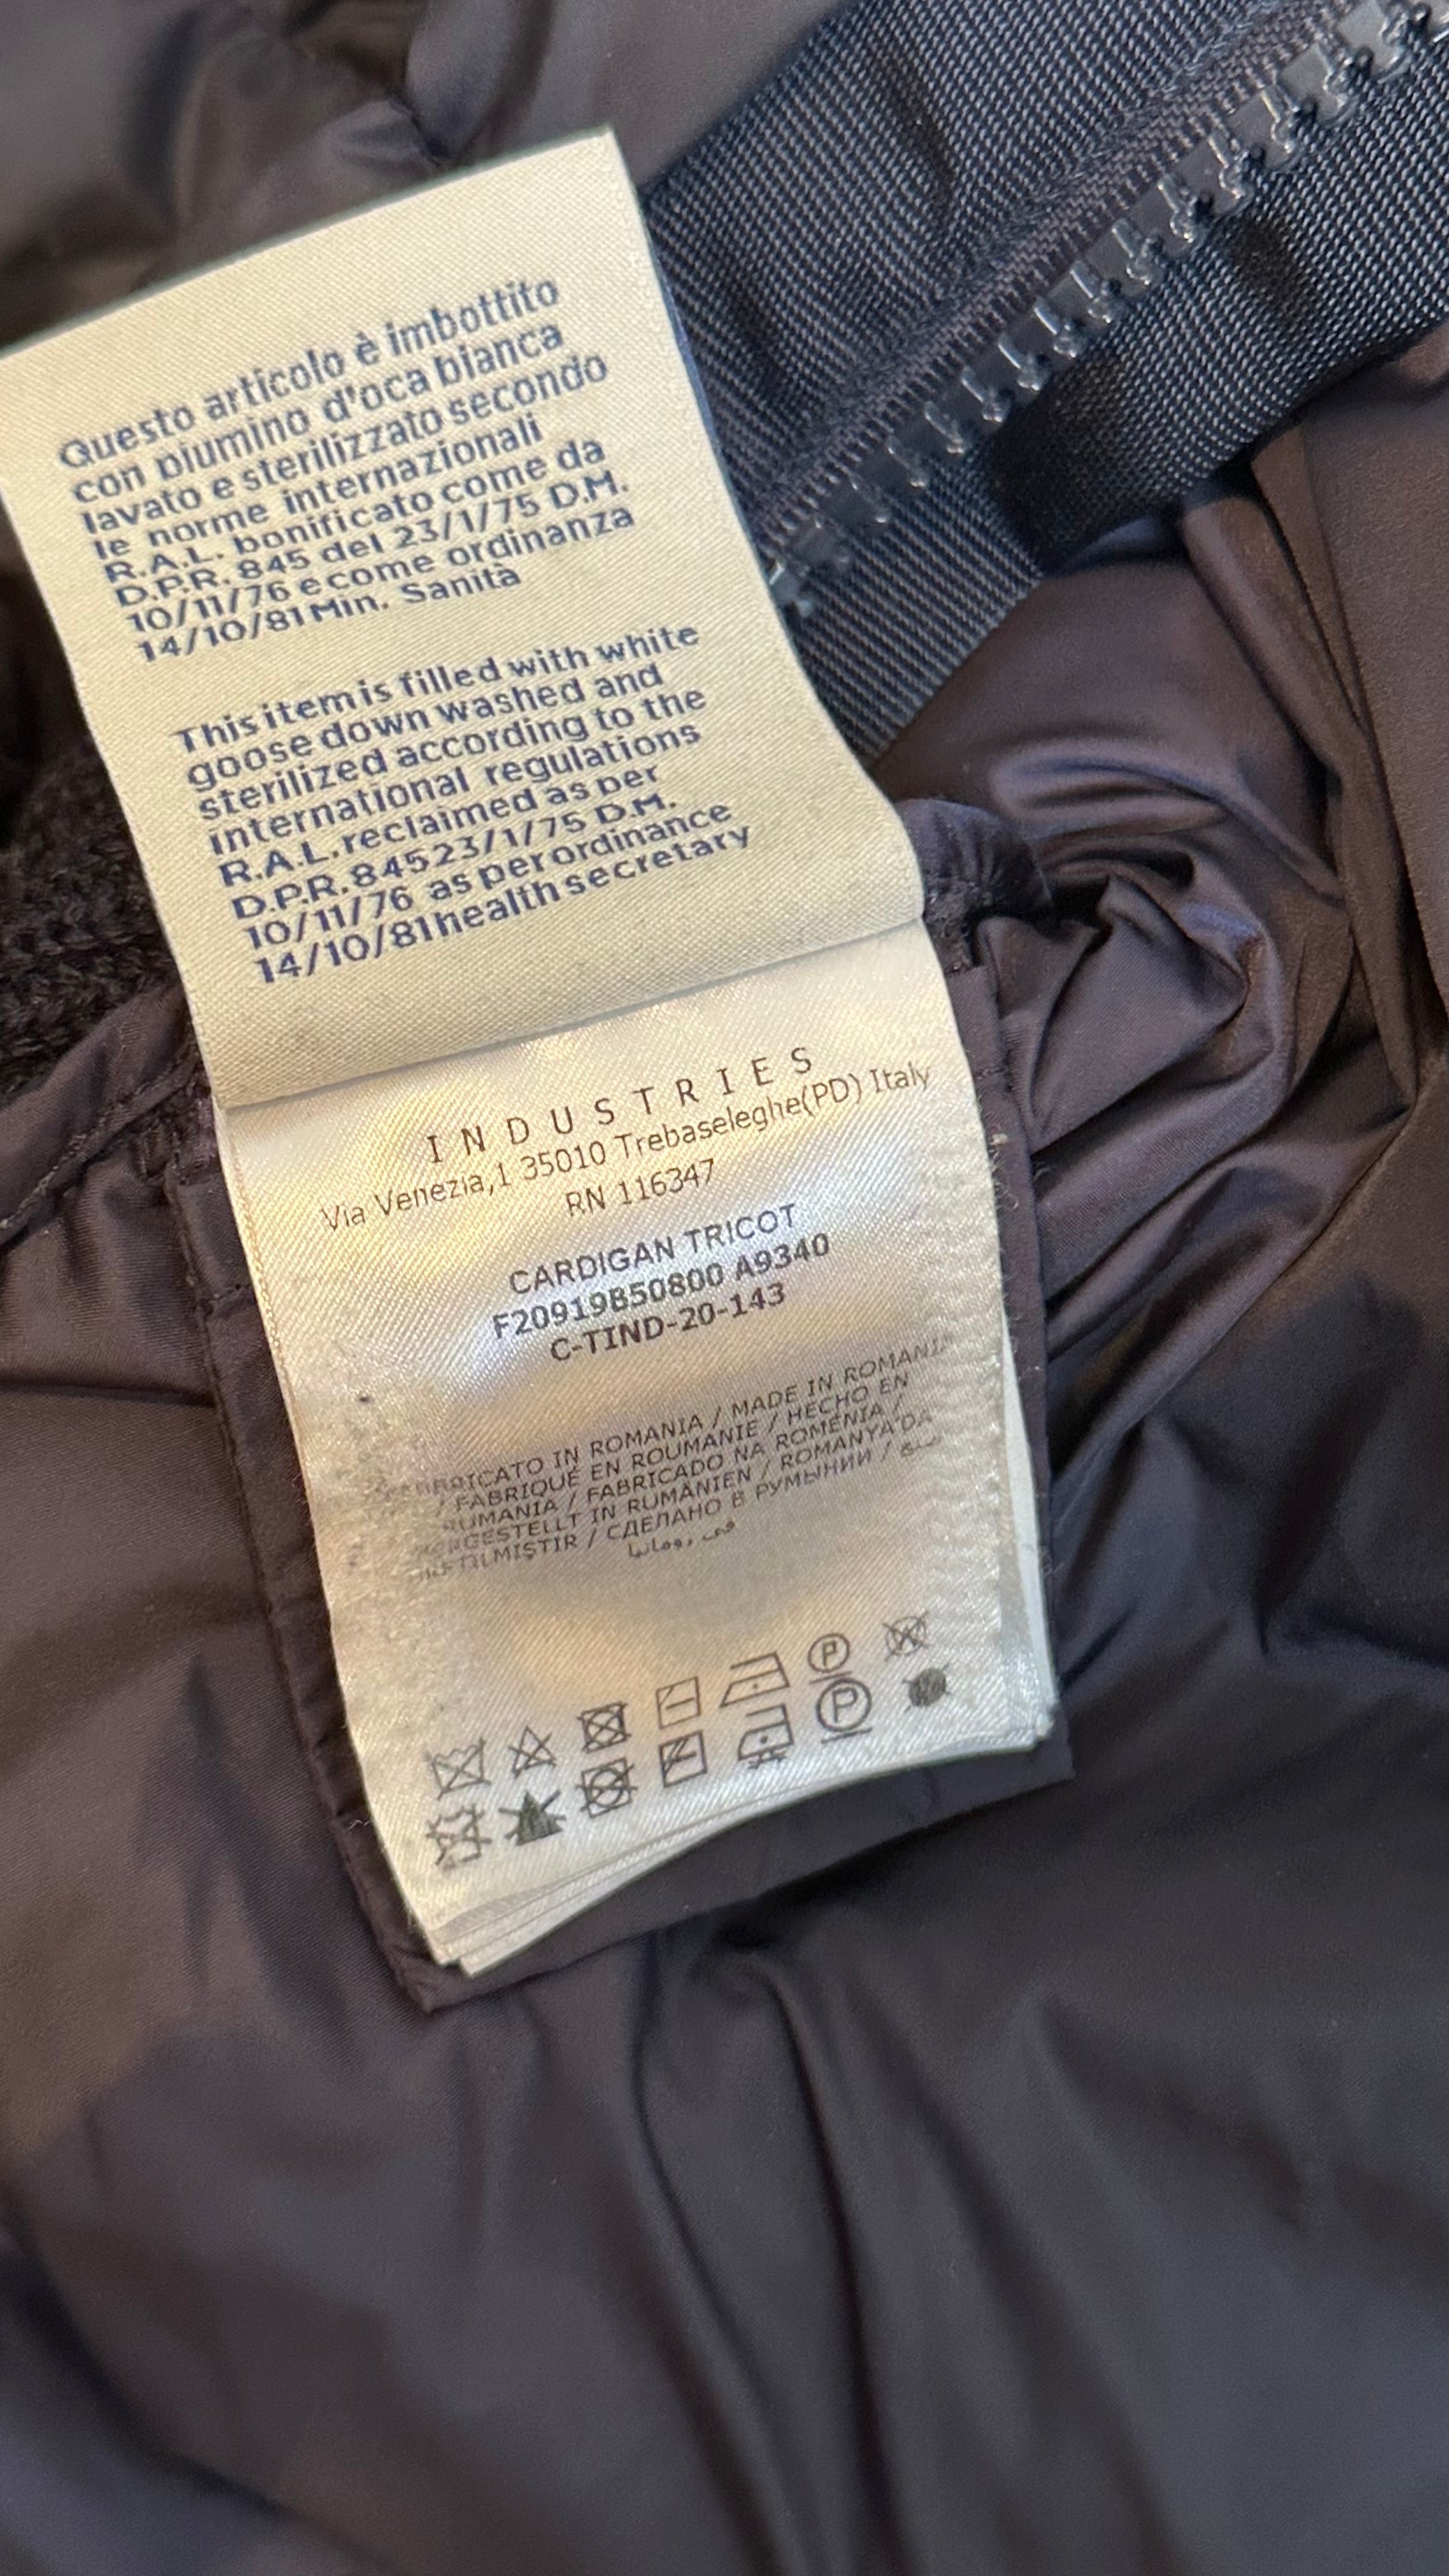 Questo articolo è imbottito
con piumino d'oca bianca
lavato e sterilizzato secondo
le norme internazionali
R.A.L. bonificato come da
D.P.R. 845 del 23/1/75 D.M.
10/11/76 e come ordinanza
14/10/81 Min. Sanità
This item is filled with white
goose down washed and
sterilized according to the
international regulations
R.A.L. reclaimed as per
D.P.R. 845 23/1/75 D.M.
10/11/76 as per ordinance
14/10/81 health secretary
INDUSTRIES
Via Venezia,1 35010 Trebaseleghe(PD) Italy
RN 116347
CARDIGAN TRICOT
F20919B50800 A9340
C-TIND-20-143
FABBRICATO IN ROMANIA / MADE IN ROMANIA
/ FABRIQUÉ EN ROUMANIE / HECHO EN
RUMANIA / FABRICADO NA ROMÉNIA /
HERGESTELLT IN RUMÄNIEN / ROMANYA'DA
/ СДЕЛАНО В РУМЫНИИ / صنع
في رومانيا
P
P